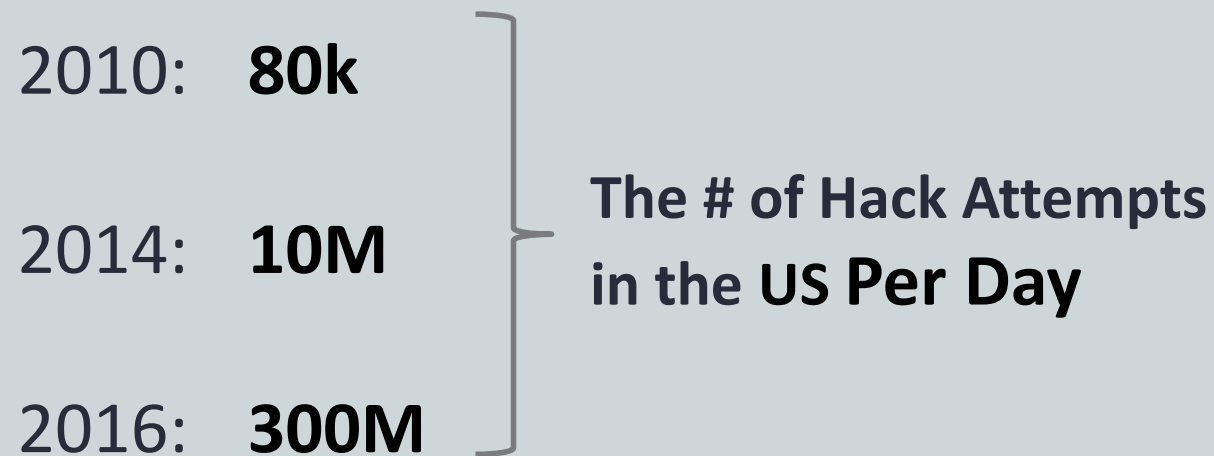 2010: 80k
2014: 10M
2016: 300M
The # of Hack Attempts
in the US Per Day